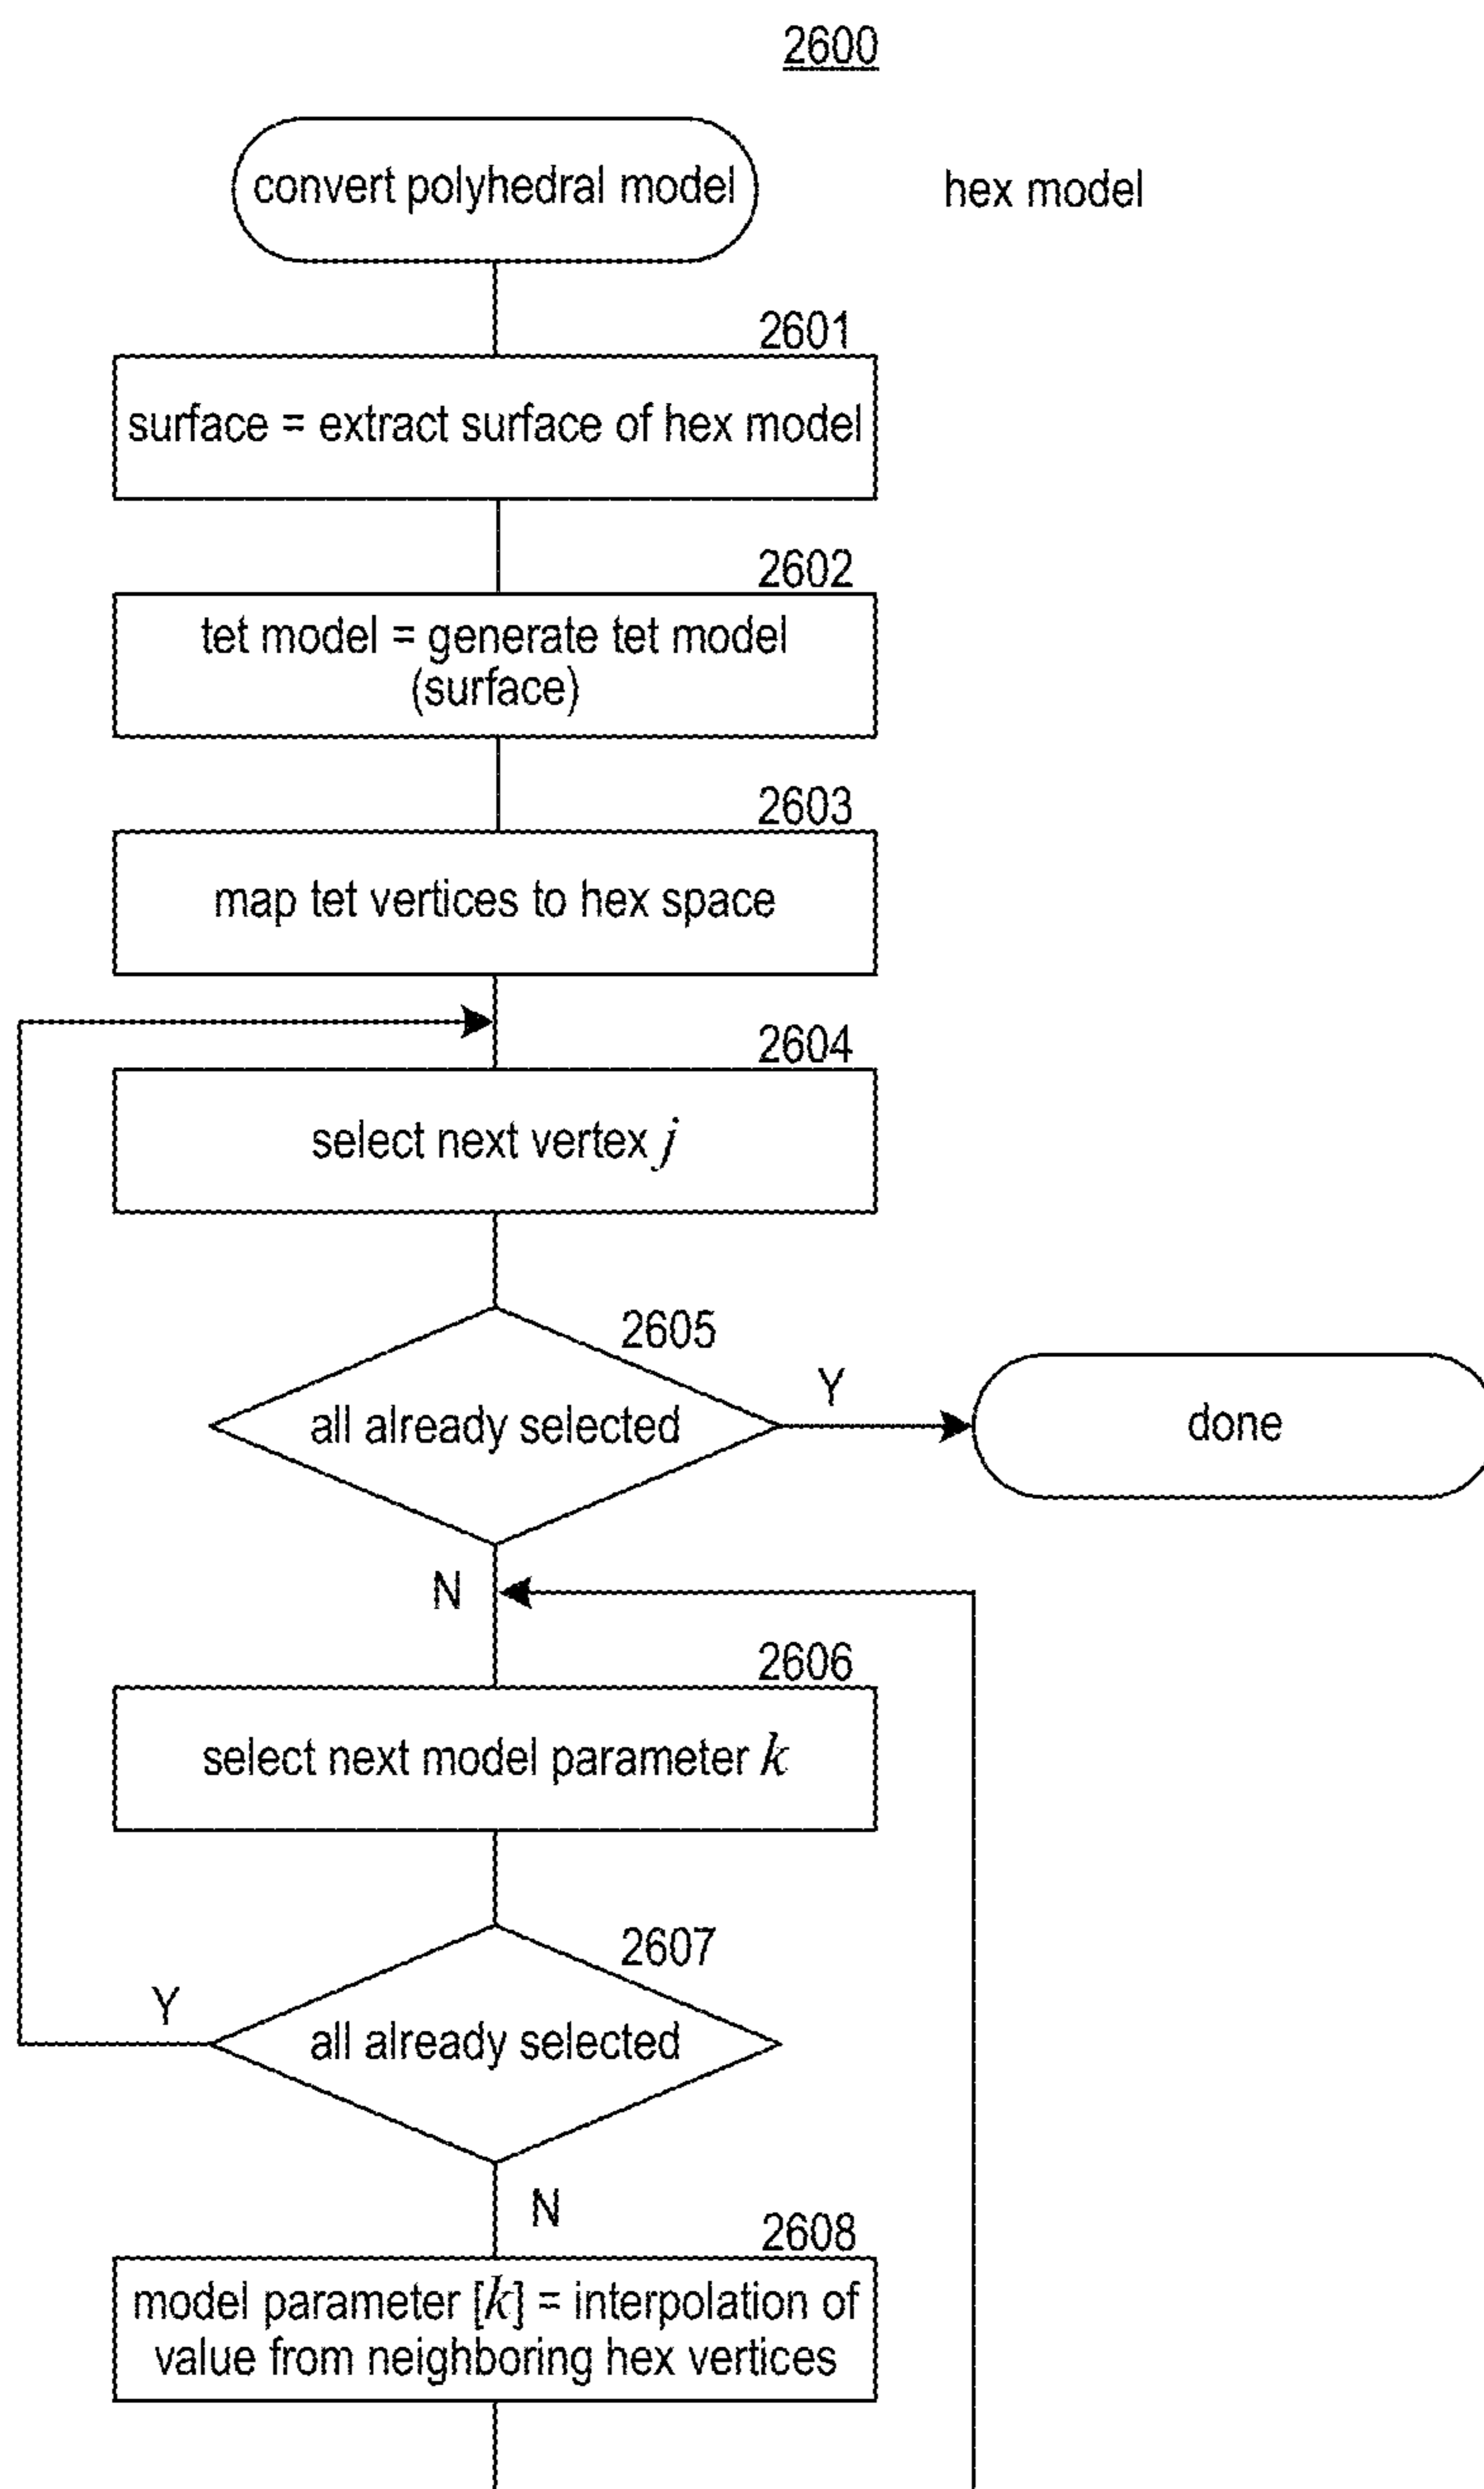 2600
convert polyhedral model
hex model
2601
surface = extract surface of hex model
2602
tet model = generate tet model
(surface)
2603
map tet vertices to hex space
2604
select next vertex j
2605
all already selected
Y
done
N
2606
select next model parameter k
2607
Y
all already selected
N
2608
model parameter [k] = interpolation of
value from neighboring hex vertices